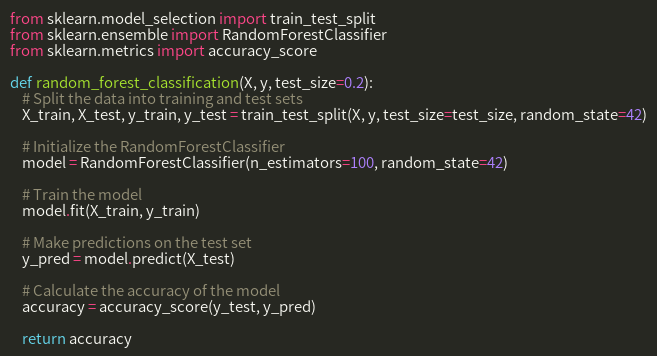 from sklearn.model_selection import train_test_split
from sklearn.ensemble import RandomForestClassifier
from sklearn.metrics import accuracy_score

def random_forest_classification(X, y, test_size=0.2):
    # Split the data into training and test sets
    X_train, X_test, y_train, y_test = train_test_split(X, y, test_size=test_size, random_state=42)

    # Initialize the RandomForestClassifier
    model = RandomForestClassifier(n_estimators=100, random_state=42)

    # Train the model
    model.fit(X_train, y_train)

    # Make predictions on the test set
    y_pred = model.predict(X_test)

    # Calculate the accuracy of the model
    accuracy = accuracy_score(y_test, y_pred)

    return accuracy